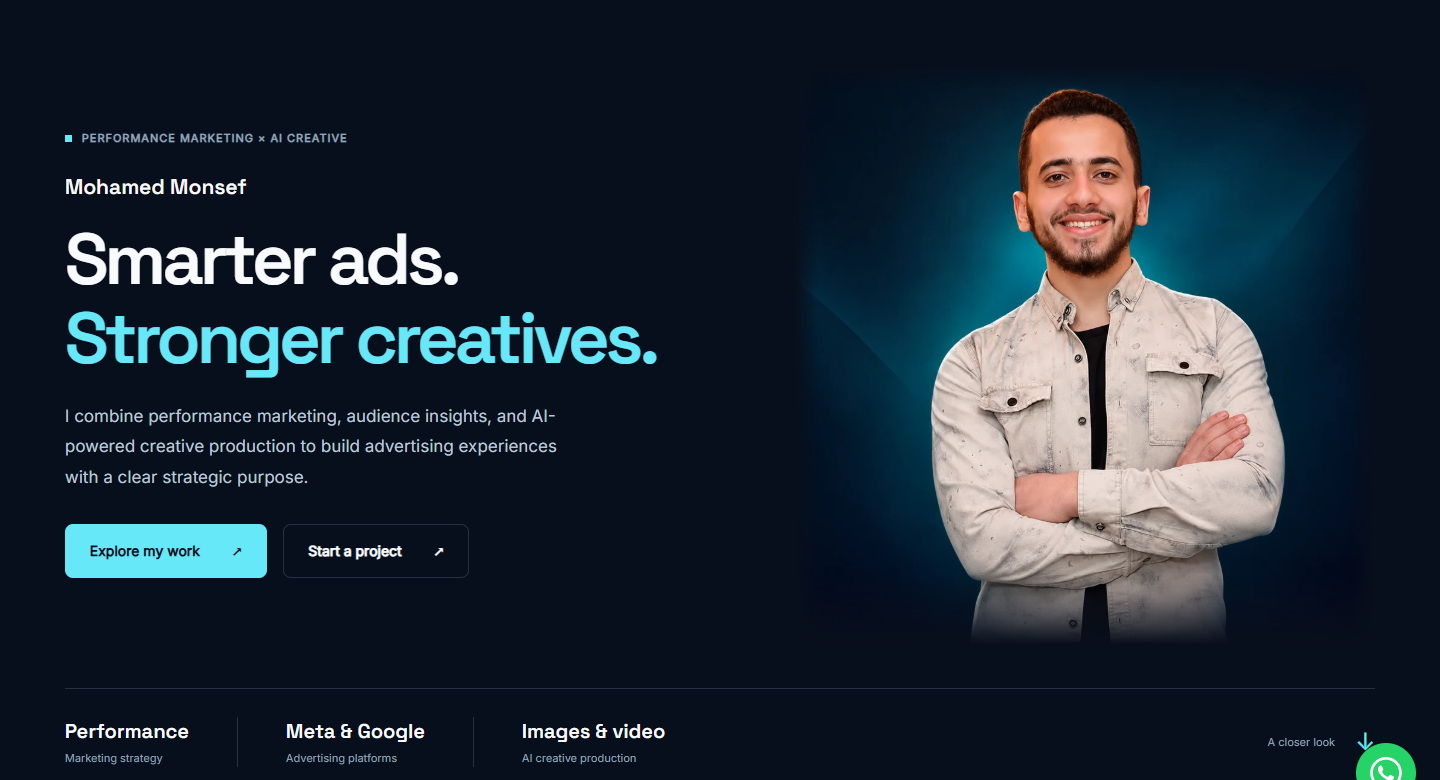 PERFORMANCE MARKETING × AI CREATIVE
Mohamed Monsef
Smarter ads.
Stronger creatives.
I combine performance marketing, audience insights, and AI-
powered creative production to build advertising experiences
with a clear strategic purpose.
Explore my work ↗
Start a project ↗
Performance
Marketing strategy
Meta & Google
Advertising platforms
Images & video
AI creative production
A closer look ↓